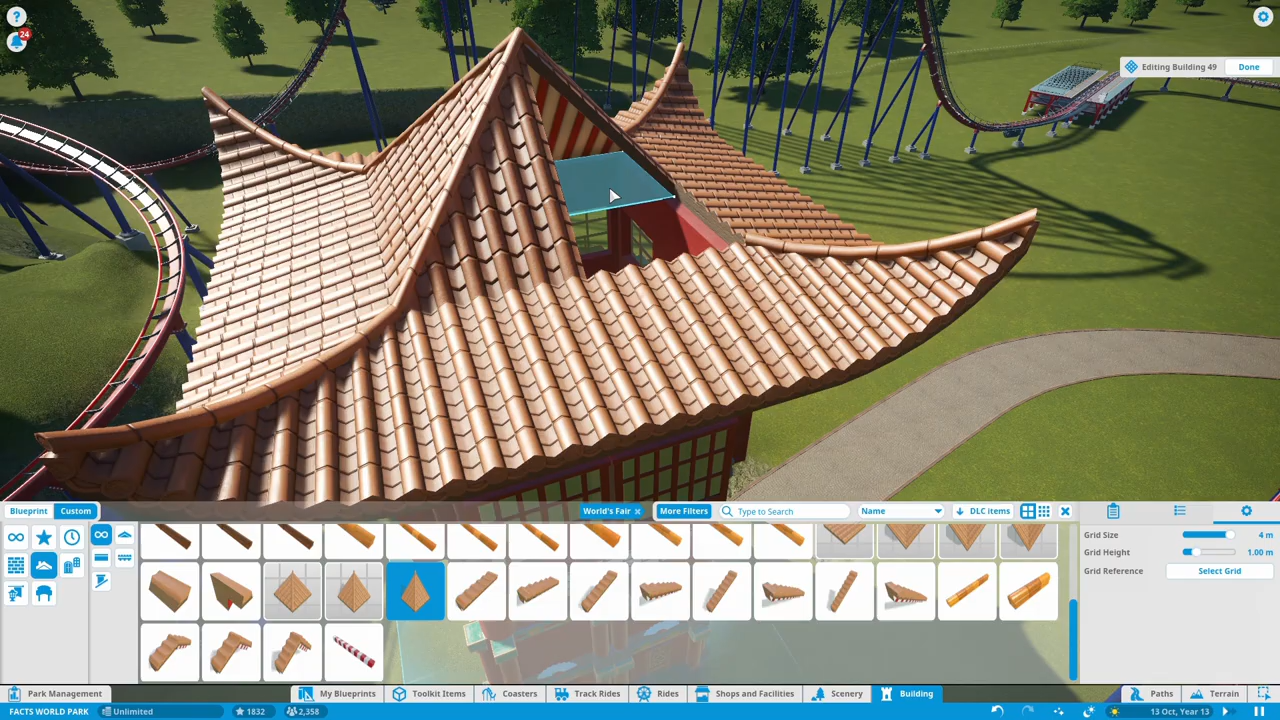 ?
24
Editing Building 49 Done
Blueprint Custom World's Fair × More Filters Type to Search Name DLC items
Grid Size 4 m
Grid Height 1.00 m
Grid Reference Select Grid
Park Management My Blueprints Toolkit Items Coasters Track Rides Rides Shops and Facilities Scenery Building Paths Terrain
FACTS WORLD PARK Unlimited 1832 2,358 13 Oct, Year 13